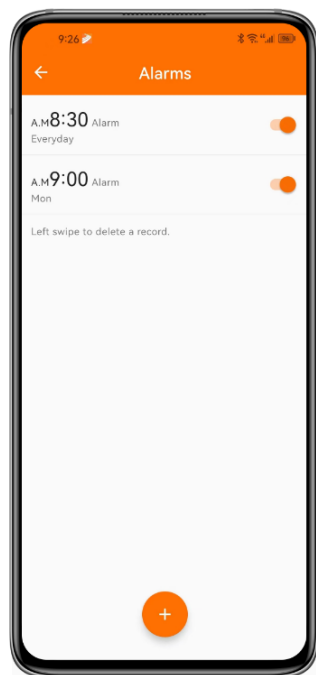 9:26
Alarms
A.M8:30 Alarm
Everyday
A.M9:00 Alarm
Mon
Left swipe to delete a record.
+